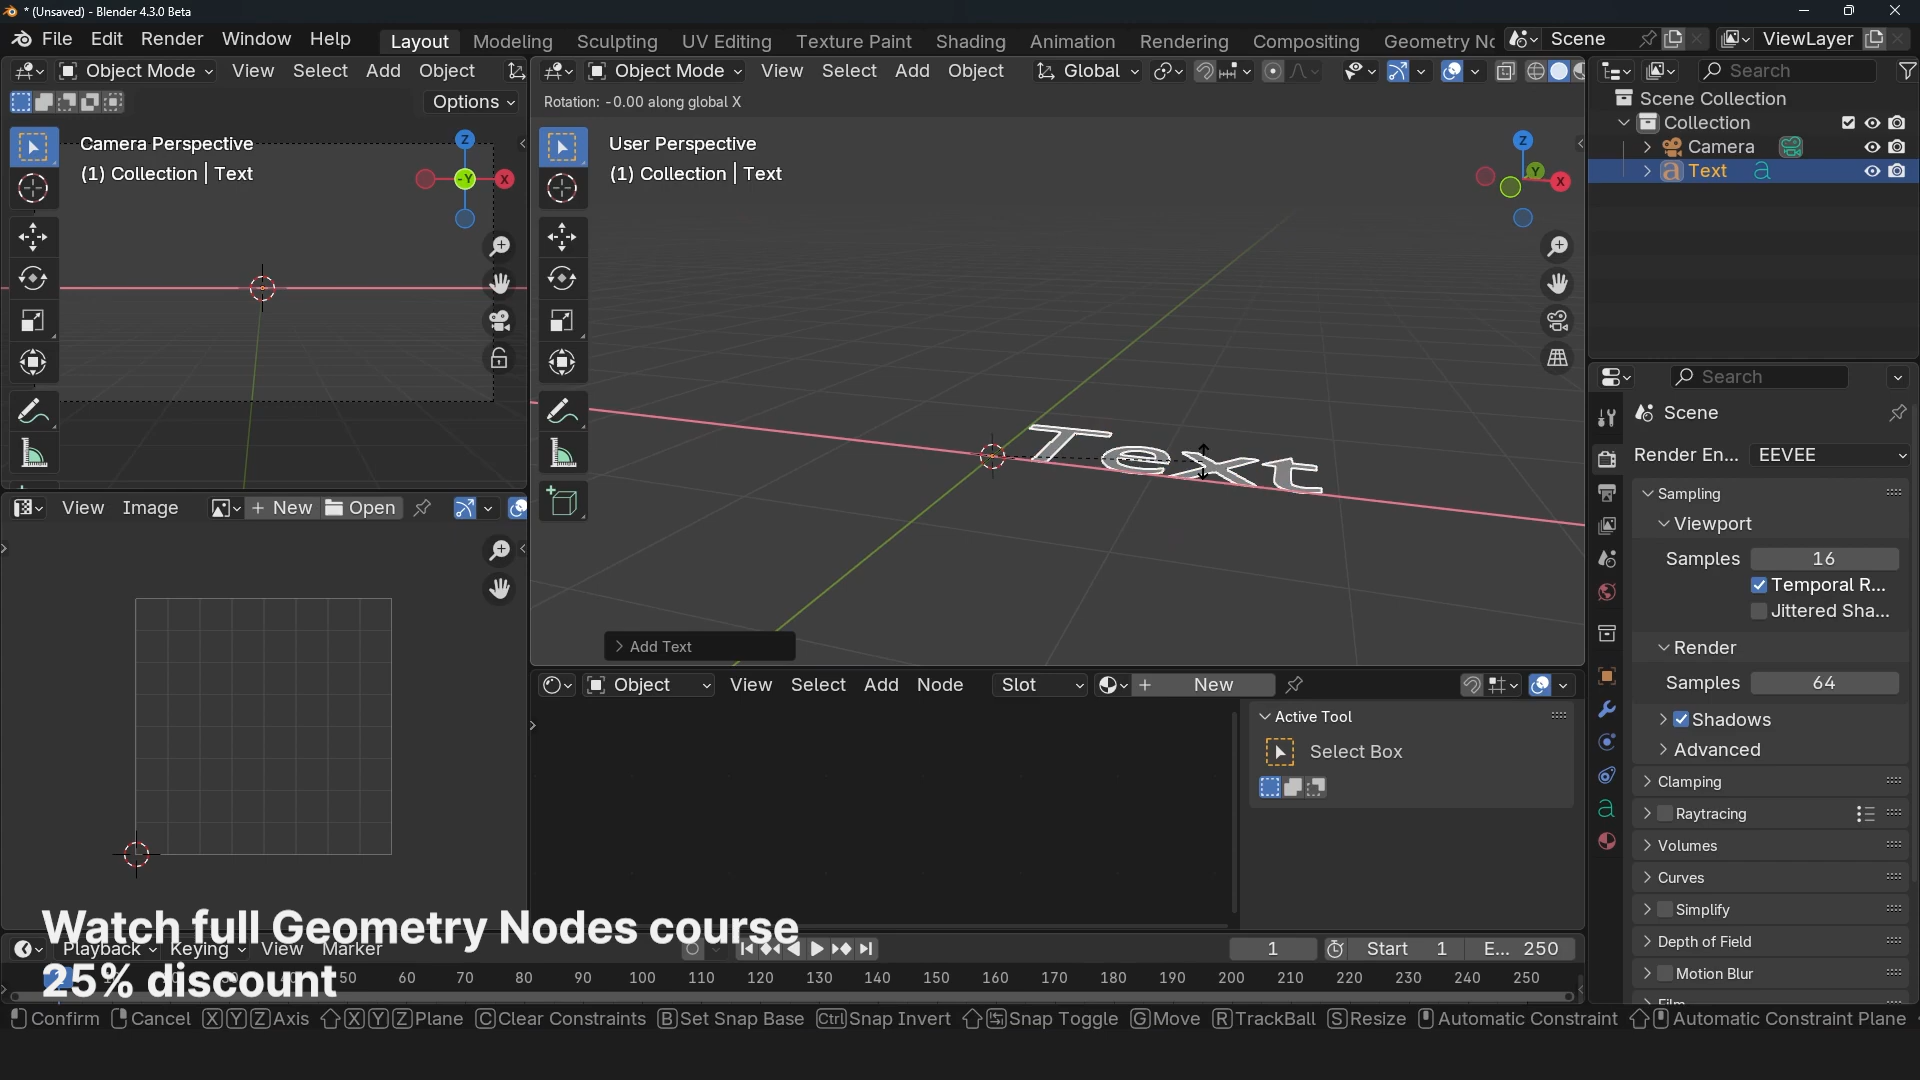 * (Unsaved) - Blender 4.3.0 Beta
File Edit Render Window Help
Layout Modeling Sculpting UV Editing Texture Paint Shading Animation Rendering Compositing Geometry Nc
Scene
ViewLayer
Object Mode View Select Add Object
Options
Object Mode View Select Add Object Global
Search
Rotation: -0.00 along global X
Camera Perspective
(1) Collection | Text
Z
-Y
X
User Perspective
(1) Collection | Text
Z
Y
X
Text
Add Text
Scene Collection
Collection
Camera
Text
Search
Scene
Render En... EEVEE
Sampling
Viewport
Samples 16
Temporal R...
Jittered Sha...
Render
Samples 64
Shadows
Advanced
Clamping
Raytracing
Volumes
Curves
Simplify
Depth of Field
Motion Blur
View Image New Open
Object View Select Add Node Slot New
Active Tool
Select Box
Watch full Geometry Nodes course
25% discount
Playback Keying View Marker
1 Start 1 E... 250
50 60 70 80 90 100 110 120 130 140 150 160 170 180 190 200 210 220 230 240 250
Confirm Cancel X Y Z Axis X Y Z Plane C Clear Constraints B Set Snap Base Ctrl Snap Invert Snap Toggle G Move R TrackBall S Resize Automatic Constraint Automatic Constraint Plane